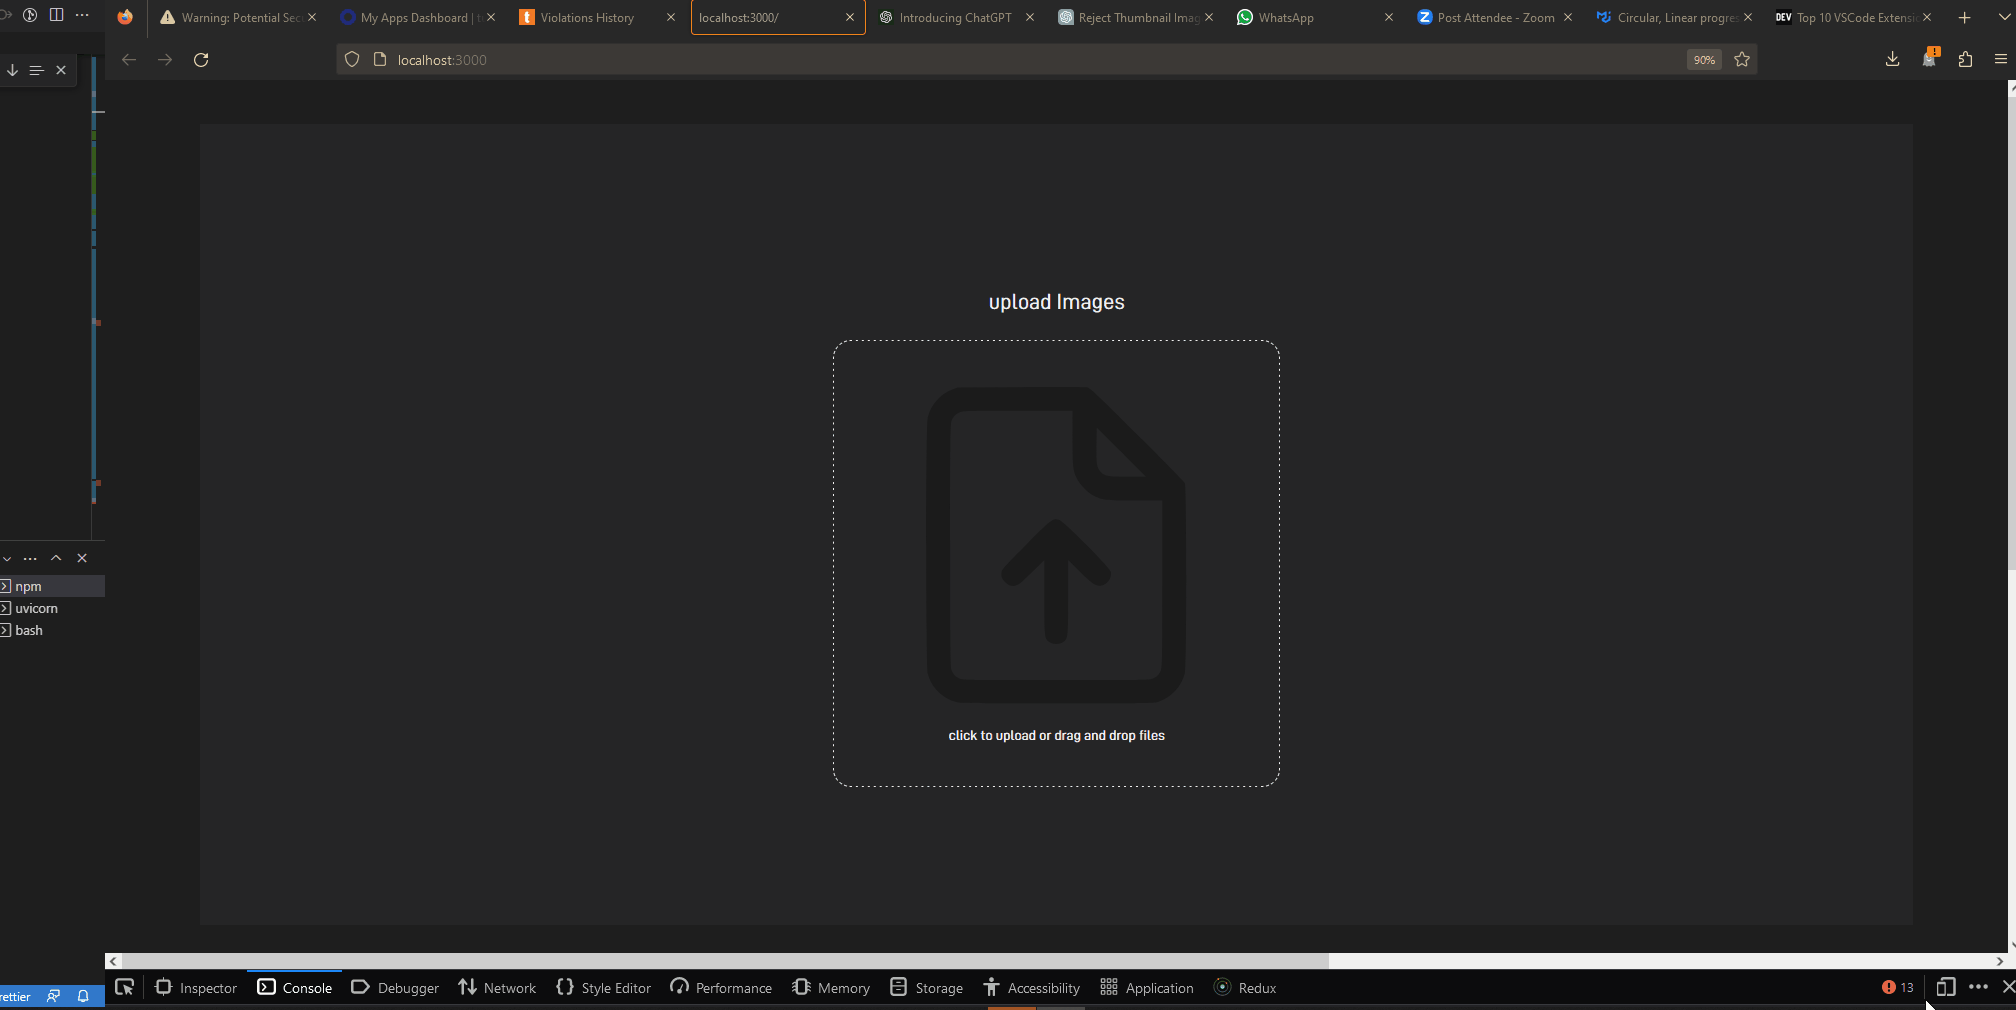 Warning: Potential Sec
My Apps Dashboard | t
Violations History
localhost:3000/
Introducing ChatGPT
Reject Thumbnail Imag
WhatsApp
Post Attendee - Zoom
Circular, Linear progres
DEV Top 10 VSCode Extensi
localhost:3000
90%
upload Images
click to upload or drag and drop files
npm
uvicorn
bash
rettier
Inspector
Console
Debugger
Network
Style Editor
Performance
Memory
Storage
Accessibility
Application
Redux
13